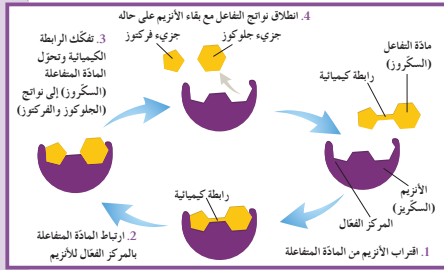 4. انطلاق نواتج التفاعل مع بقاء الأنزيم على حاله
جزيء جلوكوز
جزيء فركتوز
3. تفكّك الرابطة
الكيميائية وتحوّل
المادّة المتفاعلة
(السكّروز) إلى نواتج
(الجلوكوز والفركتوز)
مادّة التفاعل
(السكّروز)
رابطة كيميائية
الأنزيم
(السكّريز)
المركز الفعّال
1. اقتراب الأنزيم من المادّة المتفاعلة
رابطة كيميائية
2. ارتباط المادّة المتفاعلة
بالمركز الفعّال للأنزيم